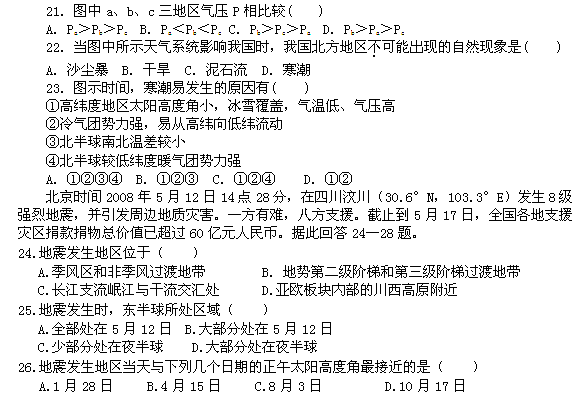 21. 图中 a、b、c 三地区气压 P 相比较(　　)
A. P>P>P B. P<P<P C. P>P>P D. P>P>P
22. 当图中所示天气系统影响我国时，我国北方地区不可能出现的自然现象是(　　)
A. 沙尘暴 B. 干旱 C. 泥石流 D. 寒潮
23. 图示时间，寒潮易发生的原因有(　　)
①高纬度地区太阳高度角小，冰雪覆盖，气温低、气压高
②冷气团势力强，易从高纬向低纬流动
③北半球南北温差较小
④北半球较低纬度暖气团势力强
A. ①②③④ B. ①②③ C. ①②④ D. ①②
北京时间 2008 年 5 月 12 日 14 点 28 分，在四川汶川（30.6° N，103.3° E）发生 8 级
强烈地震，并引发周边地质灾害。一方有难，八方支援。截止到 5 月 17 日，全国各地支援
灾区捐款捐物总价值已超过 60 亿元人民币。据此回答 24—28 题。
24.地震发生地区位于（　）
A.季风区和非季风过渡地带 B. 地势第二级阶梯和第三级阶梯过渡地带
C.长江支流岷江与干流交汇处 D.亚欧板块内部的川西高原附近
25.地震发生时，东半球所处区域（　）
A.全部处在 5 月 12 日 B.大部分处在 5 月 12 日
C.少部分处在夜半球 D.大部分处在夜半球
26.地震发生地区当天与下列几个日期的正午太阳高度角最接近的是（　）
A.1 月 28 日 B.4 月 15 日 C.8 月 3 日 D.10 月 17 日